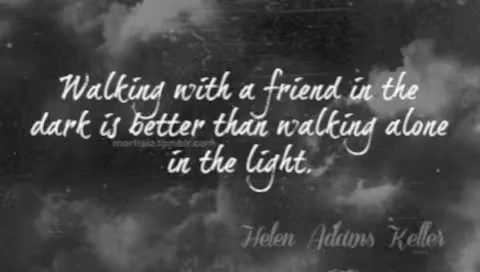 Walking with a friend in the
dark is better than walking alone
in the light.
Helen Adams Keller